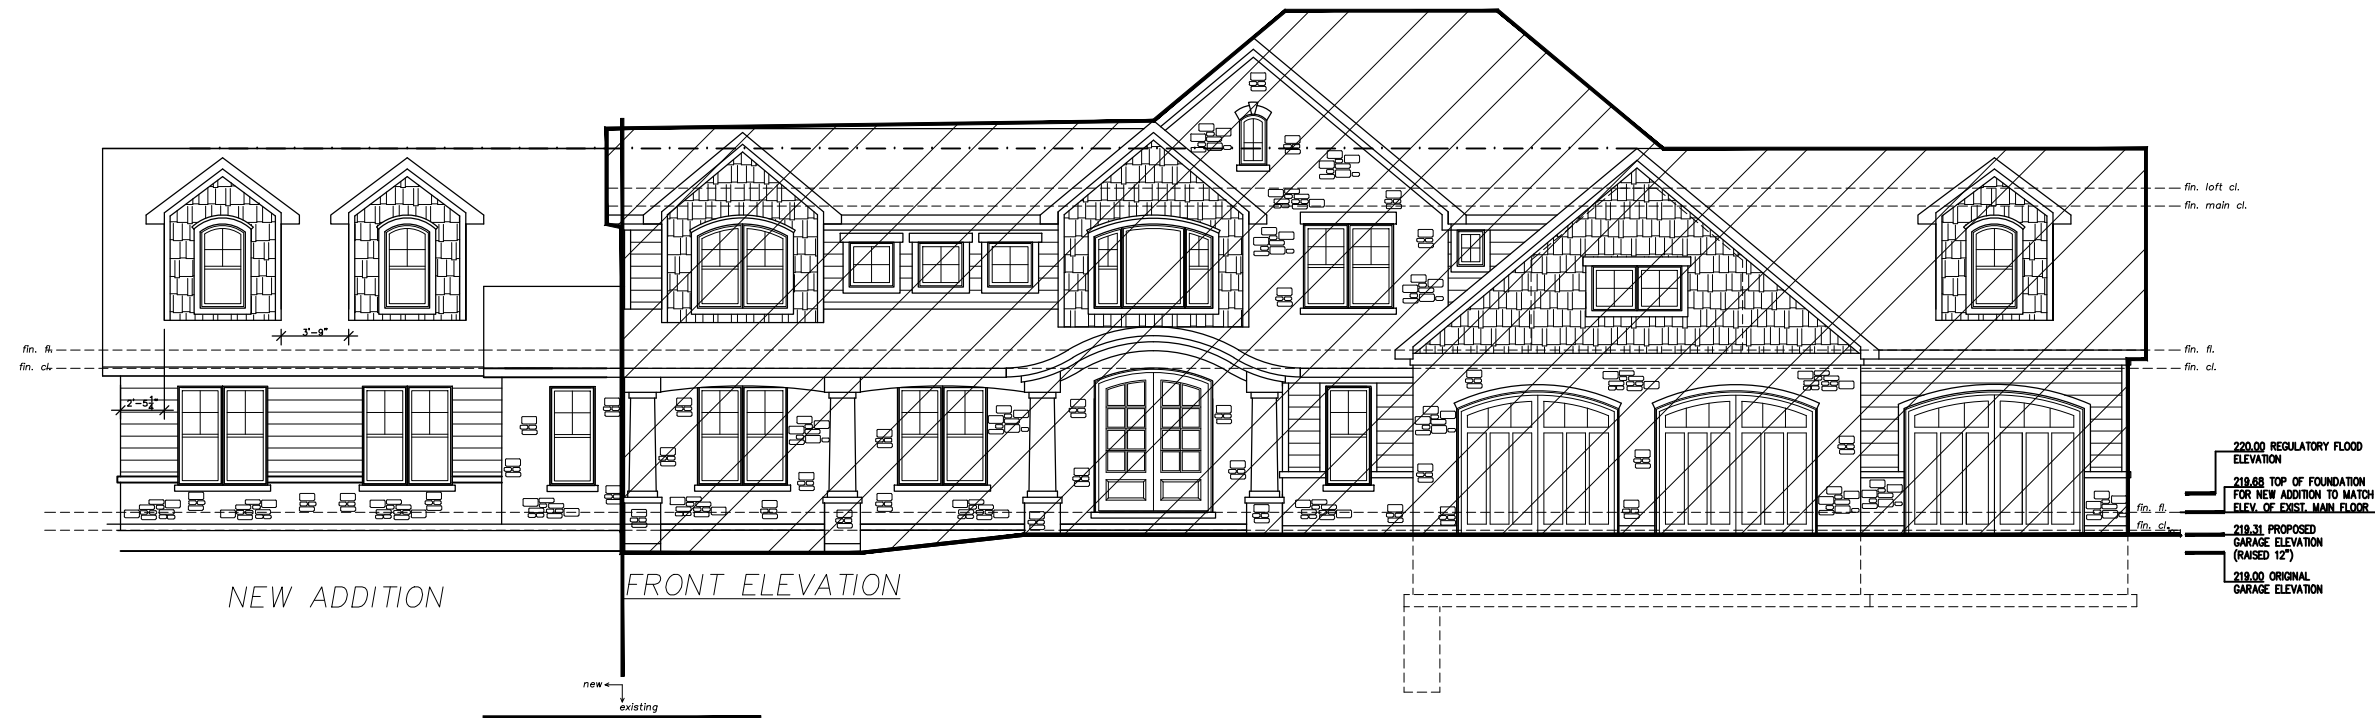 fin. loft cl.
fin. main cl.
3'-9"
fin. fl.
fin. cl.
fin. fl.
fin. cl.
2'-5¼"
220.00 REGULATORY FLOOD
ELEVATION
219.68 TOP OF FOUNDATION
FOR NEW ADDITION TO MATCH
ELEV. OF EXIST. MAIN FLOOR
fin. fl.
fin. cl.
219.31 PROPOSED
GARAGE ELEVATION
(RAISED 12")
219.00 ORIGINAL
GARAGE ELEVATION
NEW ADDITION
FRONT ELEVATION
new
existing